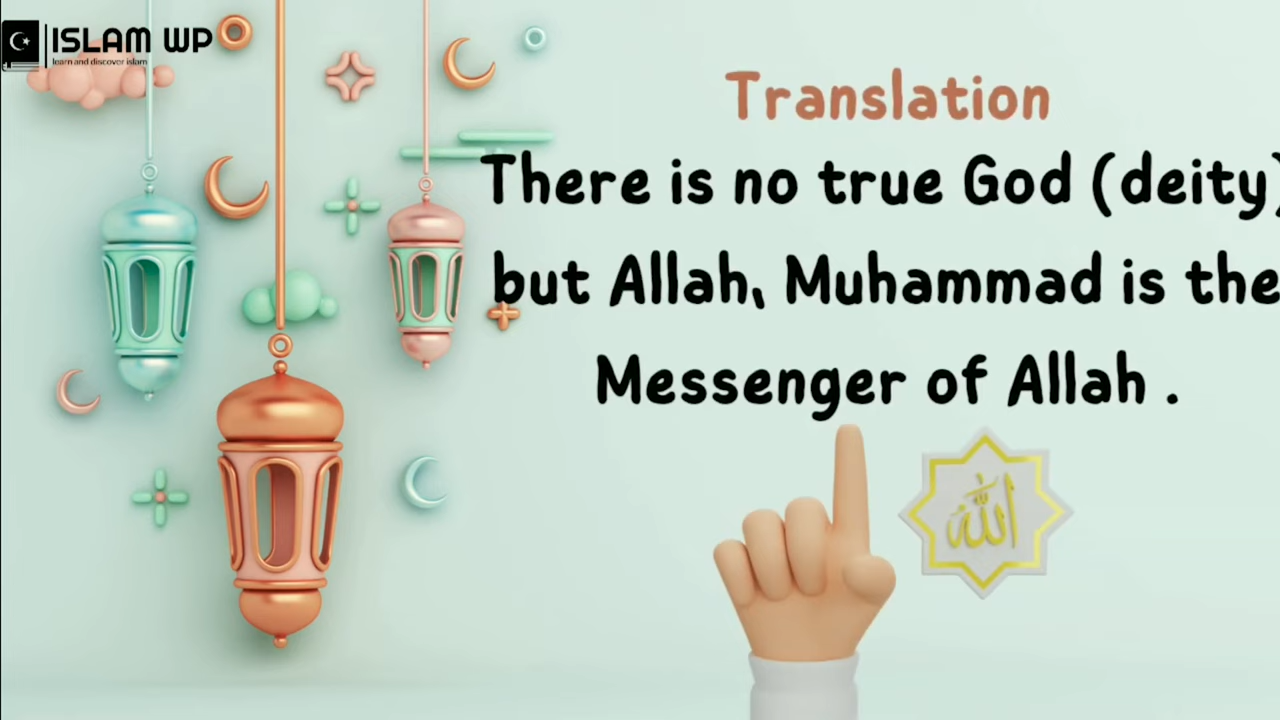 ISLAM WP
learn and discover islam
Translation
There is no true God (deity)
but Allah, Muhammad is the
Messenger of Allah .
الله